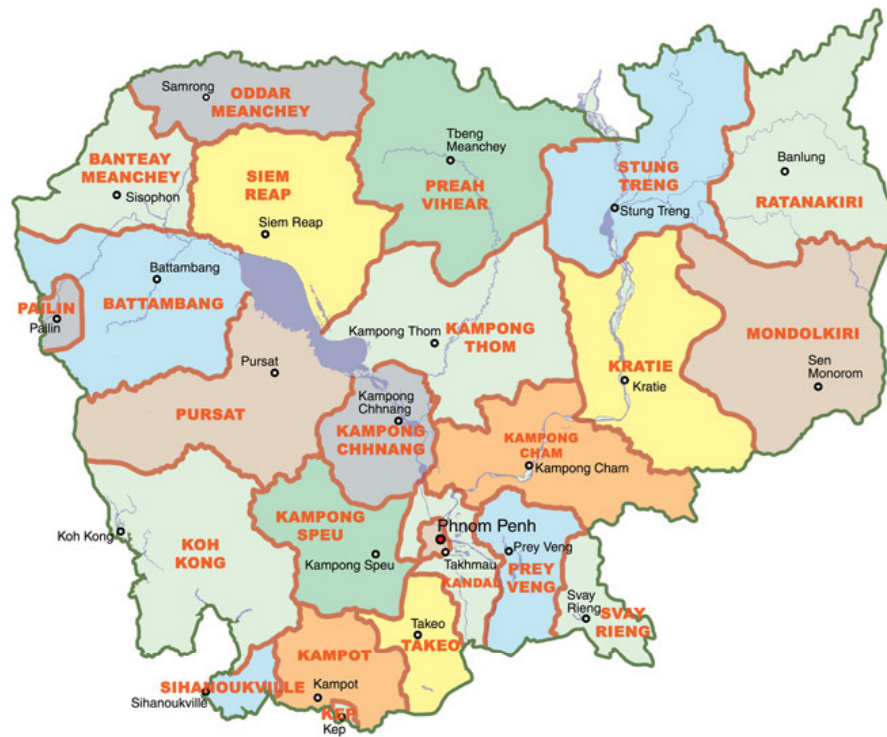 Samrong
ODDAR
MEANCHEY
Tbeng
Meanchey
BANTEAY
MEANCHEY
Sisophon
SIEM
REAP
Siem Reap
PREAH
VIHEAR
STUNG
TRENG
Stung Treng
Banlung
RATANAKIRI
Battambang
BATTAMBANG
PAILIN
Pailin
Kampong Thom
KAMPONG
THOM
KRATIE
Kratie
MONDOLKIRI
Sen
Monorom
Pursat
PURSAT
Kampong
Chhnang
KAMPONG
CHHNANG
KAMPONG
CHAM
Kampong Cham
Koh Kong
KOH
KONG
KAMPONG
SPEU
Kampong Speu
Phnom Penh
Takhmau
KANDAL
Prey Veng
PREY
VENG
Svay
Rieng
SVAY
RIENG
Takeo
TAKEO
KAMPOT
Kampot
SIHANOUKVILLE
Sihanoukville
KEP
Kep